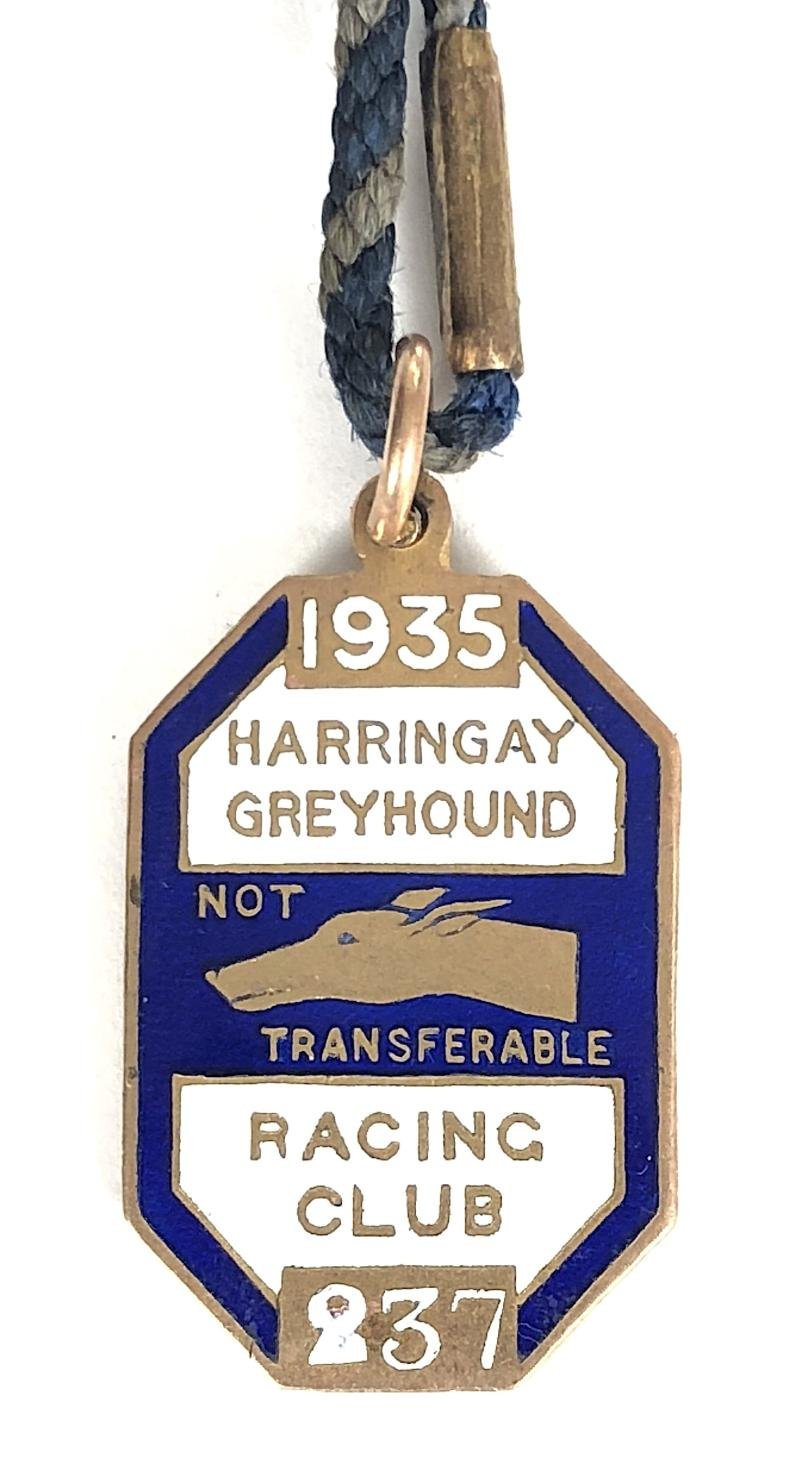 1935
HARRINGAY
GREYHOUND
NOT
TRANSFERABLE
RACING
CLUB
237